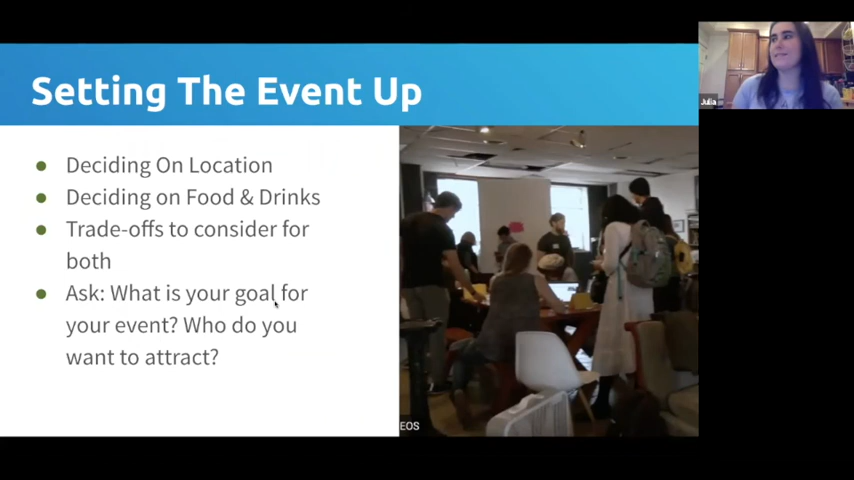 Setting The Event Up
Julia
● Deciding On Location
● Deciding on Food & Drinks
● Trade-offs to consider for
both
● Ask: What is your goal for
your event? Who do you
want to attract?
EOS